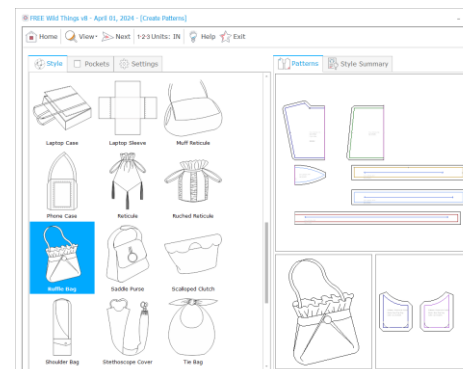 FREE Wild Things v8 - April 01, 2024 - [Create Patterns]
Home View Next 1-2-3 Units: IN Help Exit
Style Pockets Settings
Patterns Style Summary
Laptop Case Laptop Sleeve Muff Reticule
Phone Case Reticule Ruched Reticule
Ruffle Bag Saddle Purse Scalloped Clutch
Shoulder Bag Stethoscope Cover Tie Bag